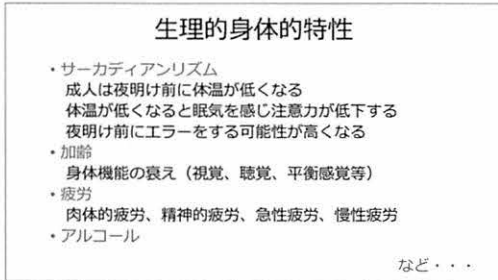 生理的身体的特性
・サーカディアンリズム
成人は夜明け前に体温が低くなる
体温が低くなると眠気を感じ注意力が低下する
夜明け前にエラーをする可能性が高くなる
・加齢
身体機能の衰え（視覚、聴覚、平衡感覚等）
・疲労
肉体的疲労、精神的疲労、急性疲労、慢性疲労
・アルコール
など・・・